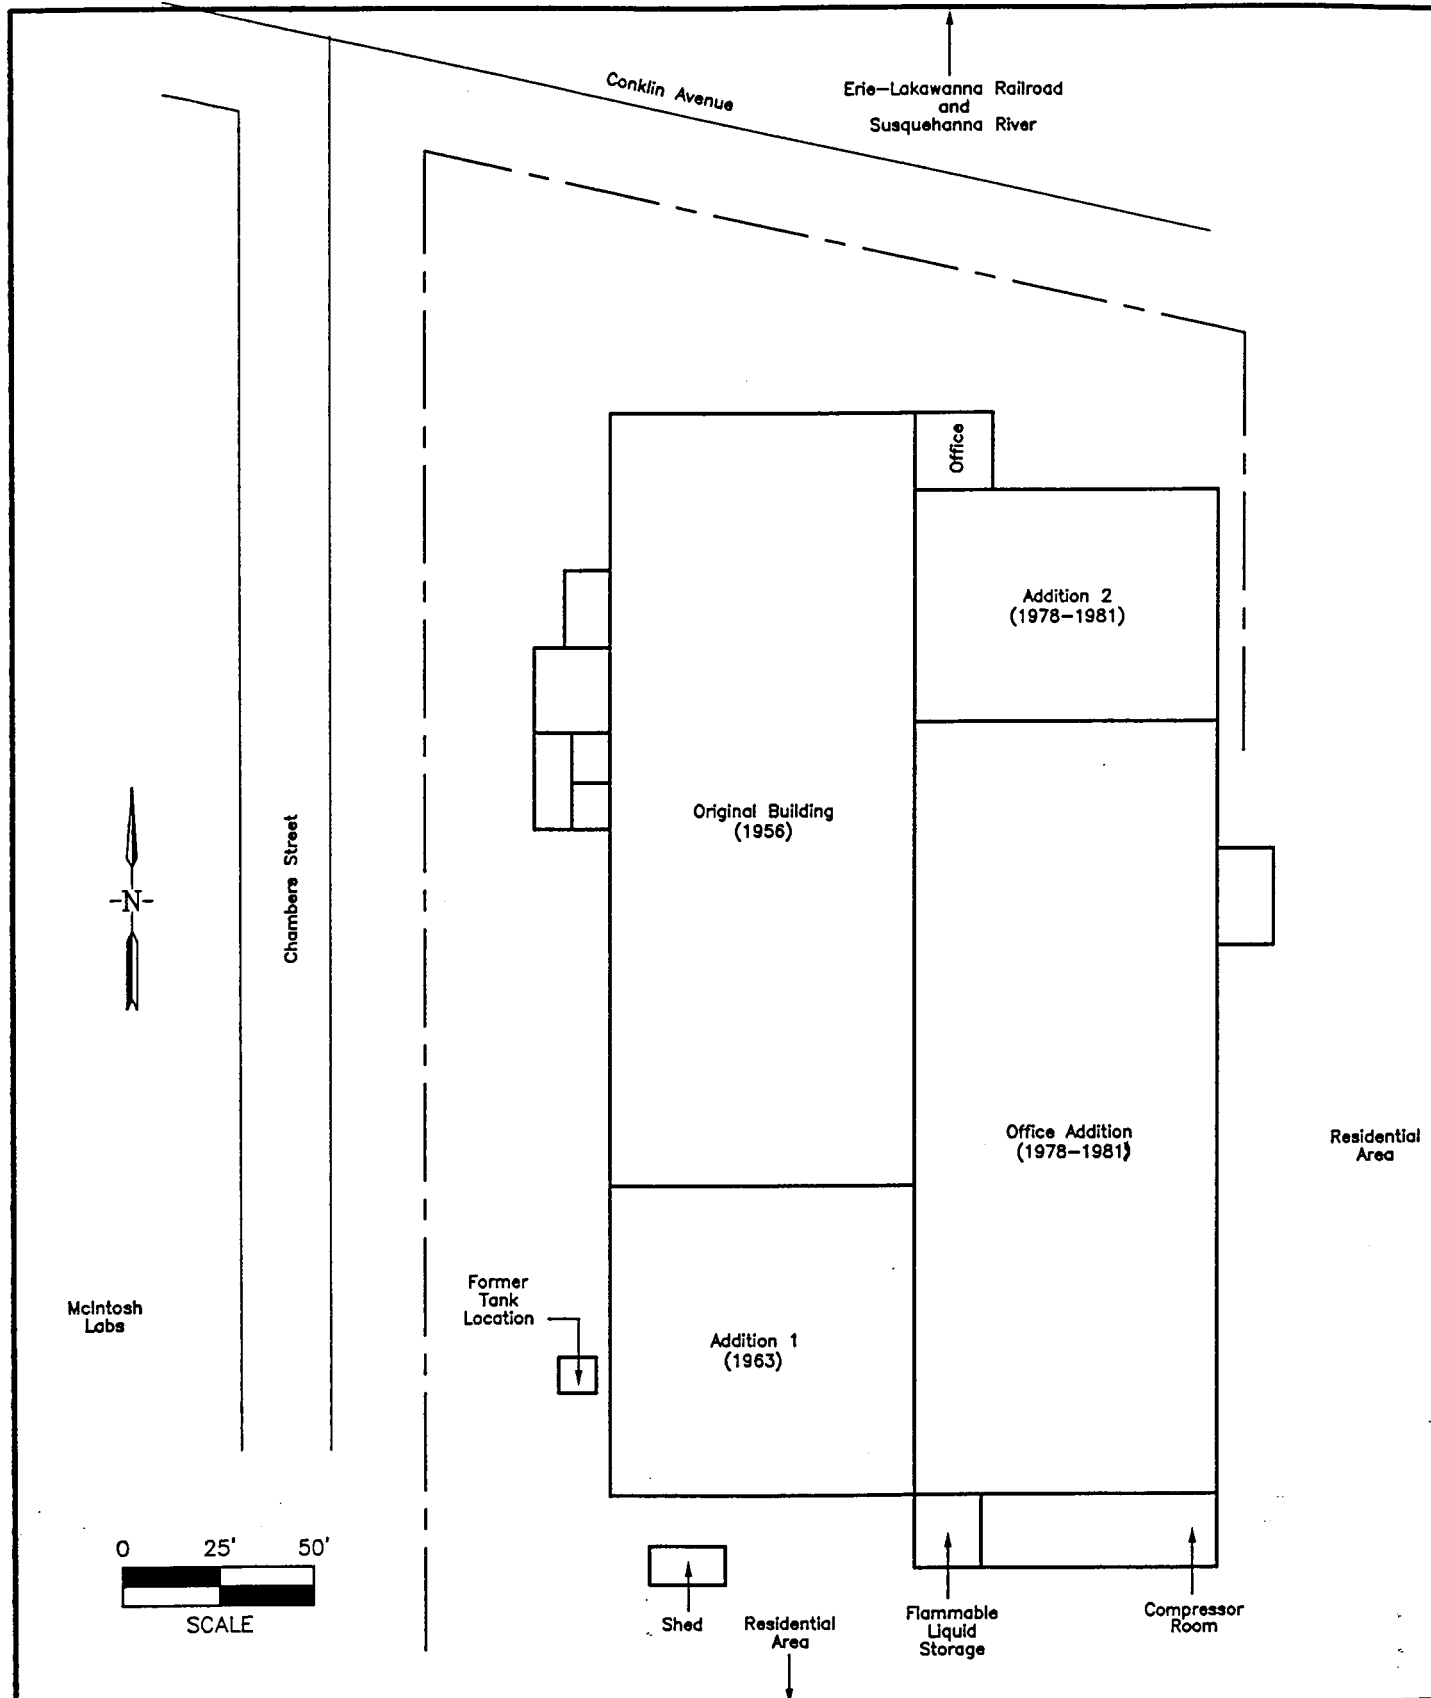 Conklin Avenue
Erie-Lakawanna Railroad
and
Susquehanna River
Office
Addition 2
(1978-1981)
Original Building
(1956)
Chambers Street
-N-
Office Addition
(1978-1981)
Residential
Area
McIntosh
Labs
Former
Tank
Location
Addition 1
(1963)
0 25' 50'
SCALE
Shed
Residential
Area
Flammable
Liquid
Storage
Compressor
Room